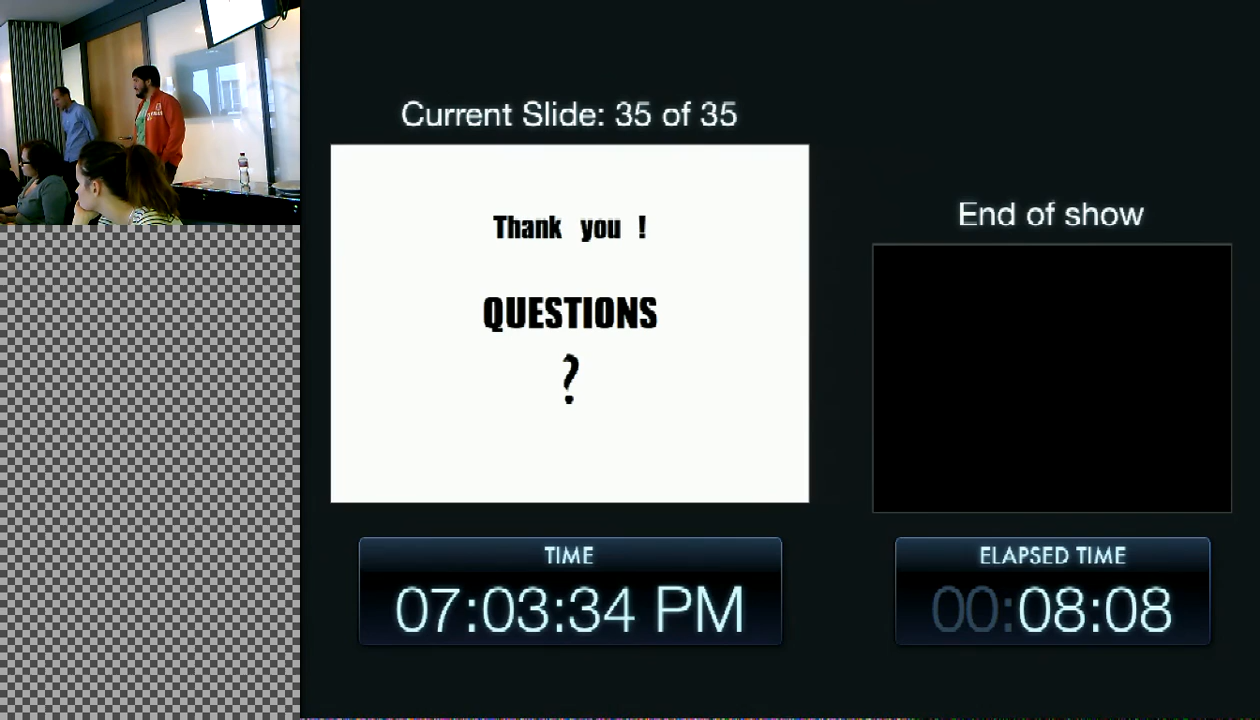 Current Slide: 35 of 35
Thank you !
QUESTIONS
?
End of show
TIME
07:03:34 PM
ELAPSED TIME
00:08:08